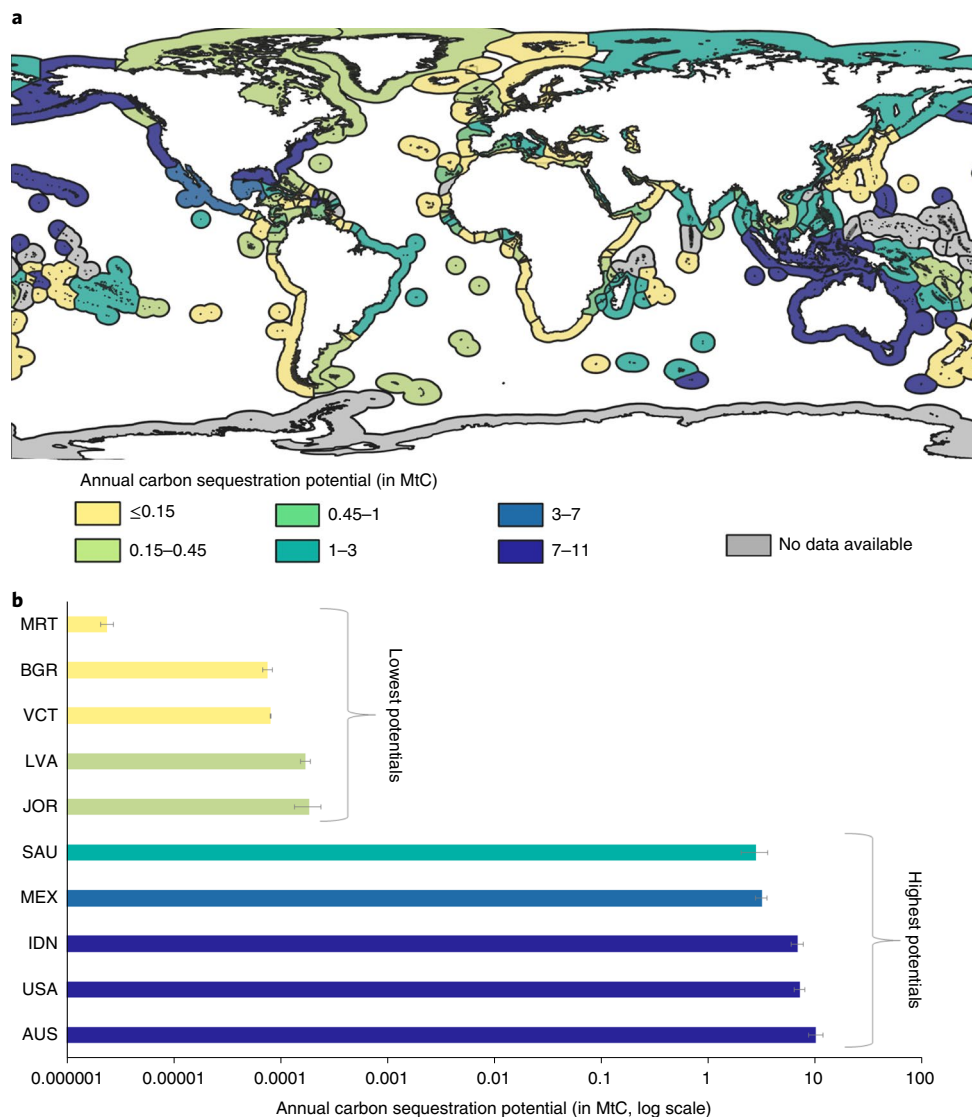 a
Annual carbon sequestration potential (in MtC)
≤0.15
0.45–1
3–7
0.15–0.45
1–3
7–11
No data available
b
MRT
BGR
VCT
LVA
JOR
SAU
MEX
IDN
USA
AUS
Lowest potentials
Highest potentials
0.000001
0.00001
0.0001
0.001
0.01
0.1
1
10
100
Annual carbon sequestration potential (in MtC, log scale)